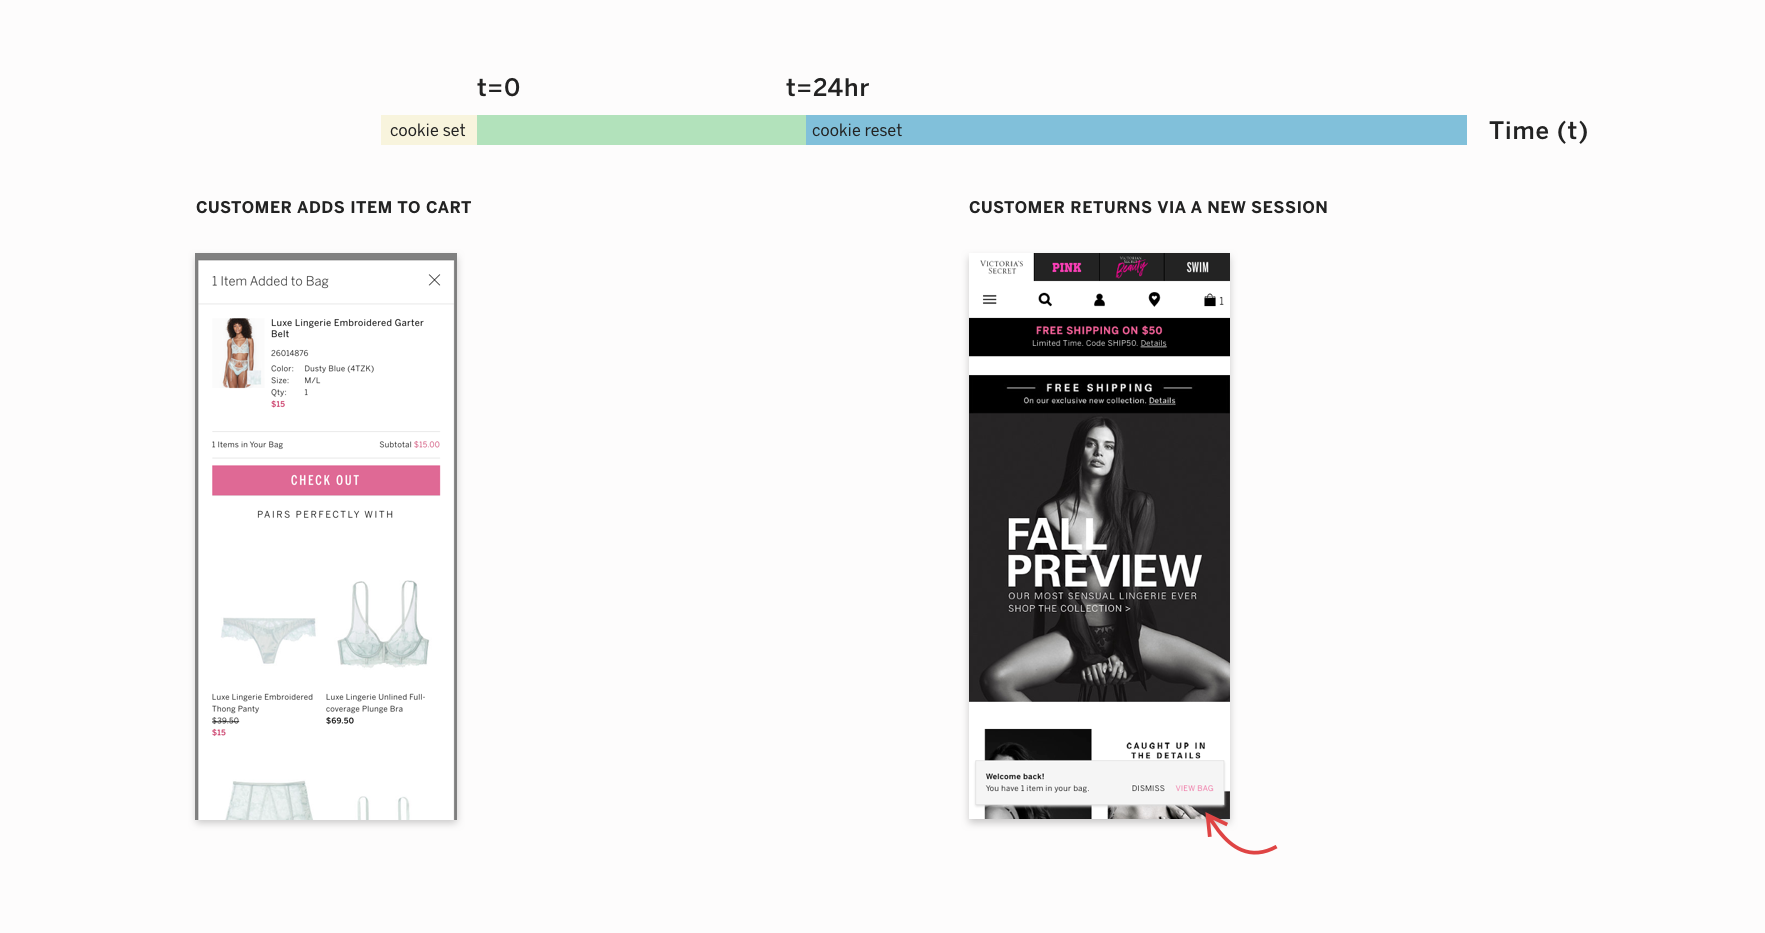 t=0
t=24hr
cookie set
cookie reset
Time (t)
CUSTOMER ADDS ITEM TO CART
1 Item Added to Bag
Luxe Lingerie Embroidered Garter
Belt
26014876
Color: Dusty Blue (4TZK)
Size: M/L
Qty: 1
$15
1 Items in Your Bag
Subtotal $15.00
CHECK OUT
PAIRS PERFECTLY WITH
Luxe Lingerie Embroidered
Thong Panty
$39.50
$15
Luxe Lingerie Unlined Full-
coverage Plunge Bra
$69.50
CUSTOMER RETURNS VIA A NEW SESSION
VICTORIA'S
SECRET
PINK
VICTORIA'S
SECRET
Beauty
SWIM
1
FREE SHIPPING ON $50
Limited Time. Code SHIP50. Details
FREE SHIPPING
On our exclusive new collection. Details
FALL
PREVIEW
OUR MOST SENSUAL LINGERIE EVER
SHOP THE COLLECTION >
CAUGHT UP IN
THE DETAILS
Welcome back!
You have 1 item in your bag.
DISMISS
VIEW BAG